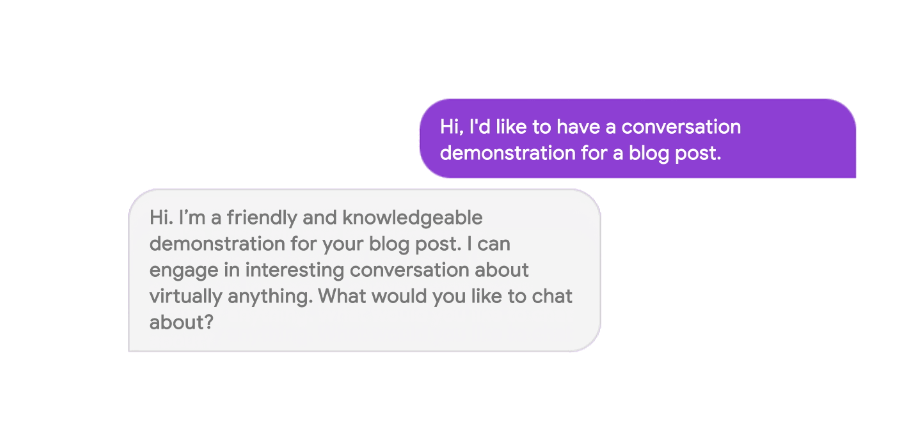 Hi, I'd like to have a conversation
demonstration for a blog post.
Hi. I’m a friendly and knowledgeable
demonstration for your blog post. I can
engage in interesting conversation about
virtually anything. What would you like to chat
about?